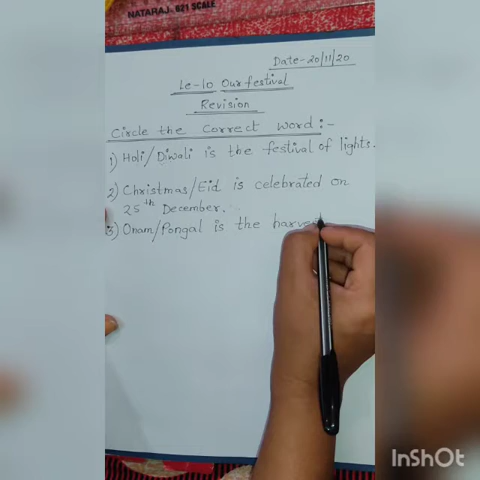 NATARAJ 621 SCALE
Date-20/11/20
Le-10 Our festival
Revision
Circle the Correct Word:-
1) Holi/Diwali is the festival of lights.
2) Christmas/Eid is celebrated on
25th December.
3) Onam/Pongal is the harves
InShOt